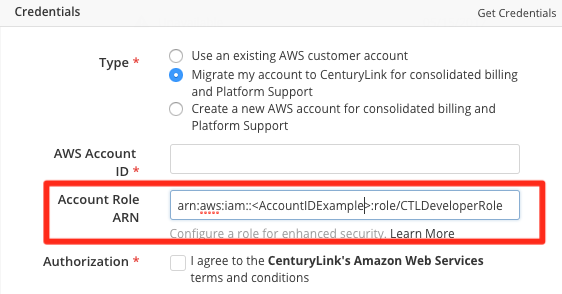 Credentials
Get Credentials
Type *
Use an existing AWS customer account
Migrate my account to CenturyLink for consolidated billing
and Platform Support
Create a new AWS account for consolidated billing and
Platform Support
AWS Account
ID *
Account Role
ARN
arn:aws:iam::<AccountIDExample>:role/CTLDeveloperRole
Configure a role for enhanced security. Learn More
Authorization *
I agree to the CenturyLink's Amazon Web Services
terms and conditions